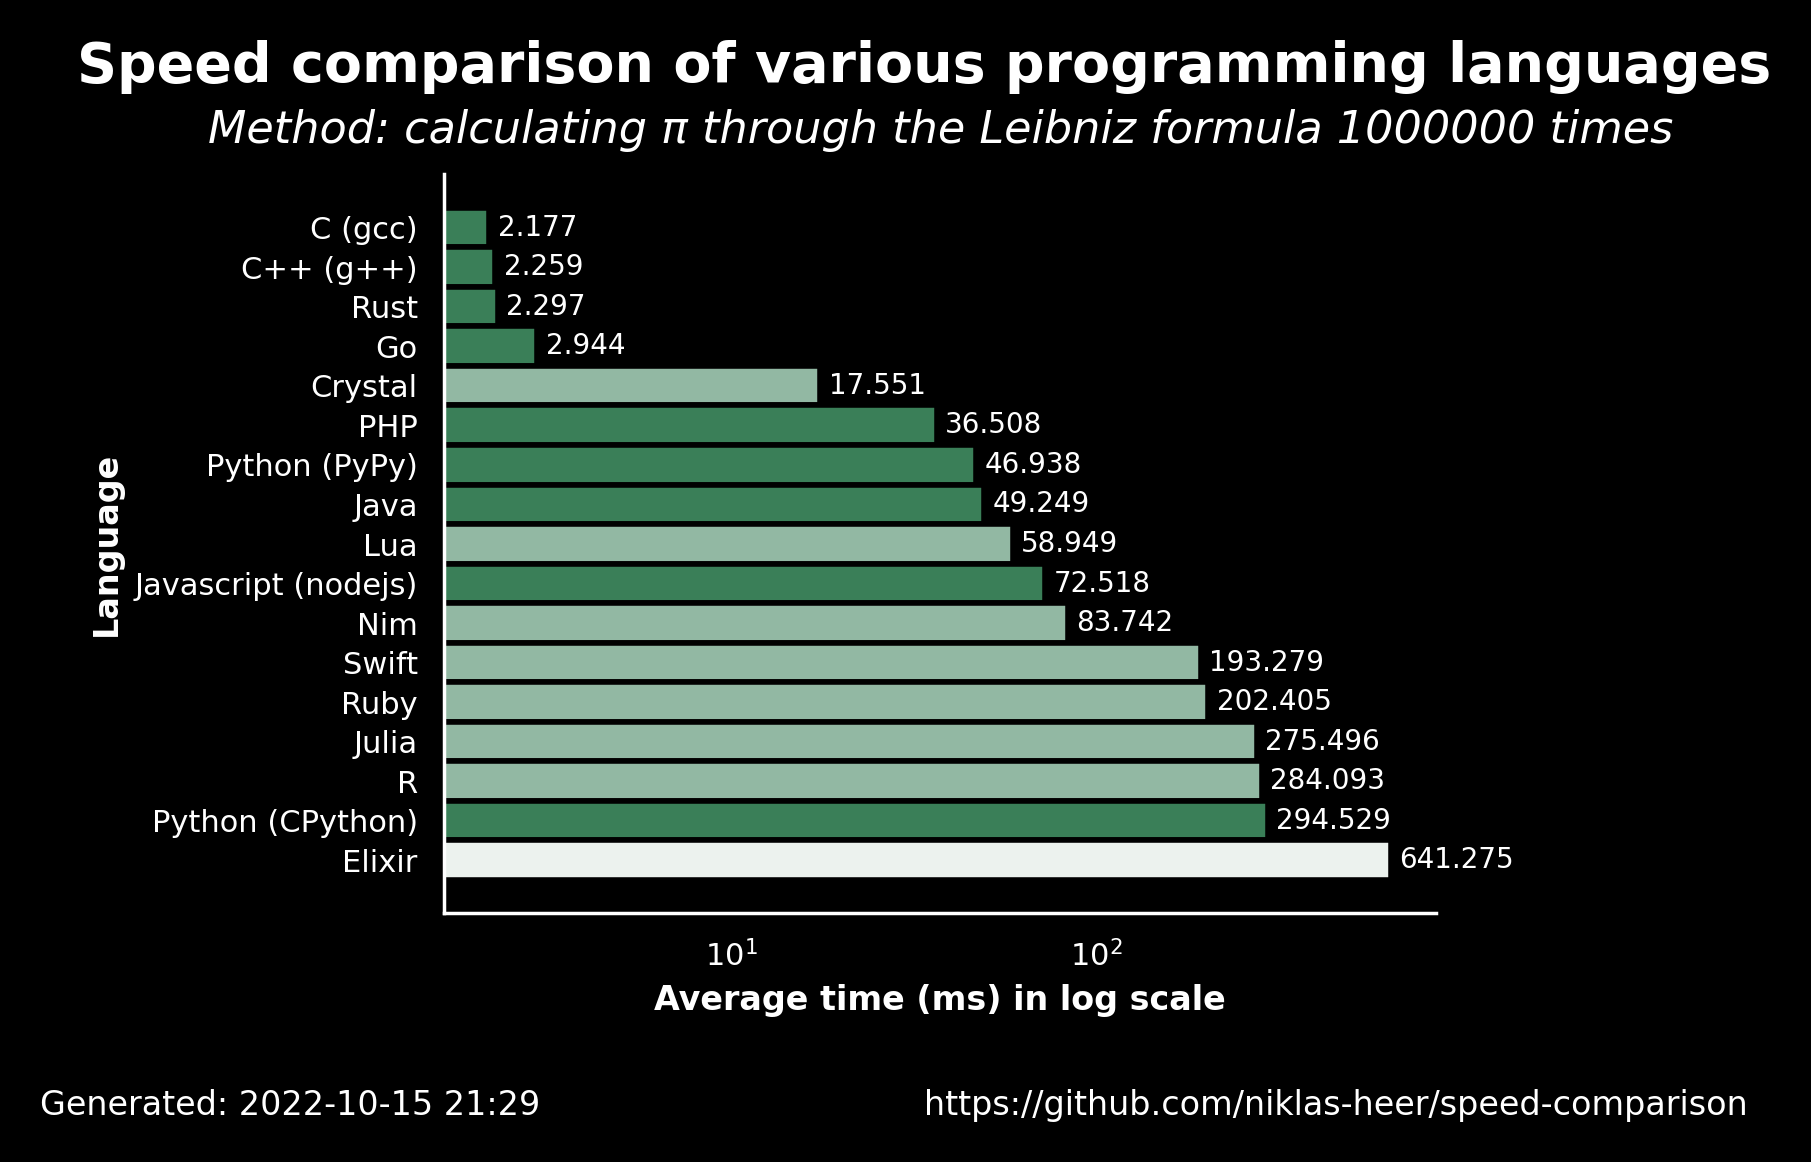 Speed comparison of various programming languages
Method: calculating π through the Leibniz formula 1000000 times
C (gcc) 2.177
C++ (g++) 2.259
Rust 2.297
Go 2.944
Crystal 17.551
PHP 36.508
Python (PyPy) 46.938
Java 49.249
Lua 58.949
Javascript (nodejs) 72.518
Nim 83.742
Swift 193.279
Ruby 202.405
Julia 275.496
R 284.093
Python (CPython) 294.529
Elixir 641.275
Language
10¹ 10²
Average time (ms) in log scale
Generated: 2022-10-15 21:29 https://github.com/niklas-heer/speed-comparison